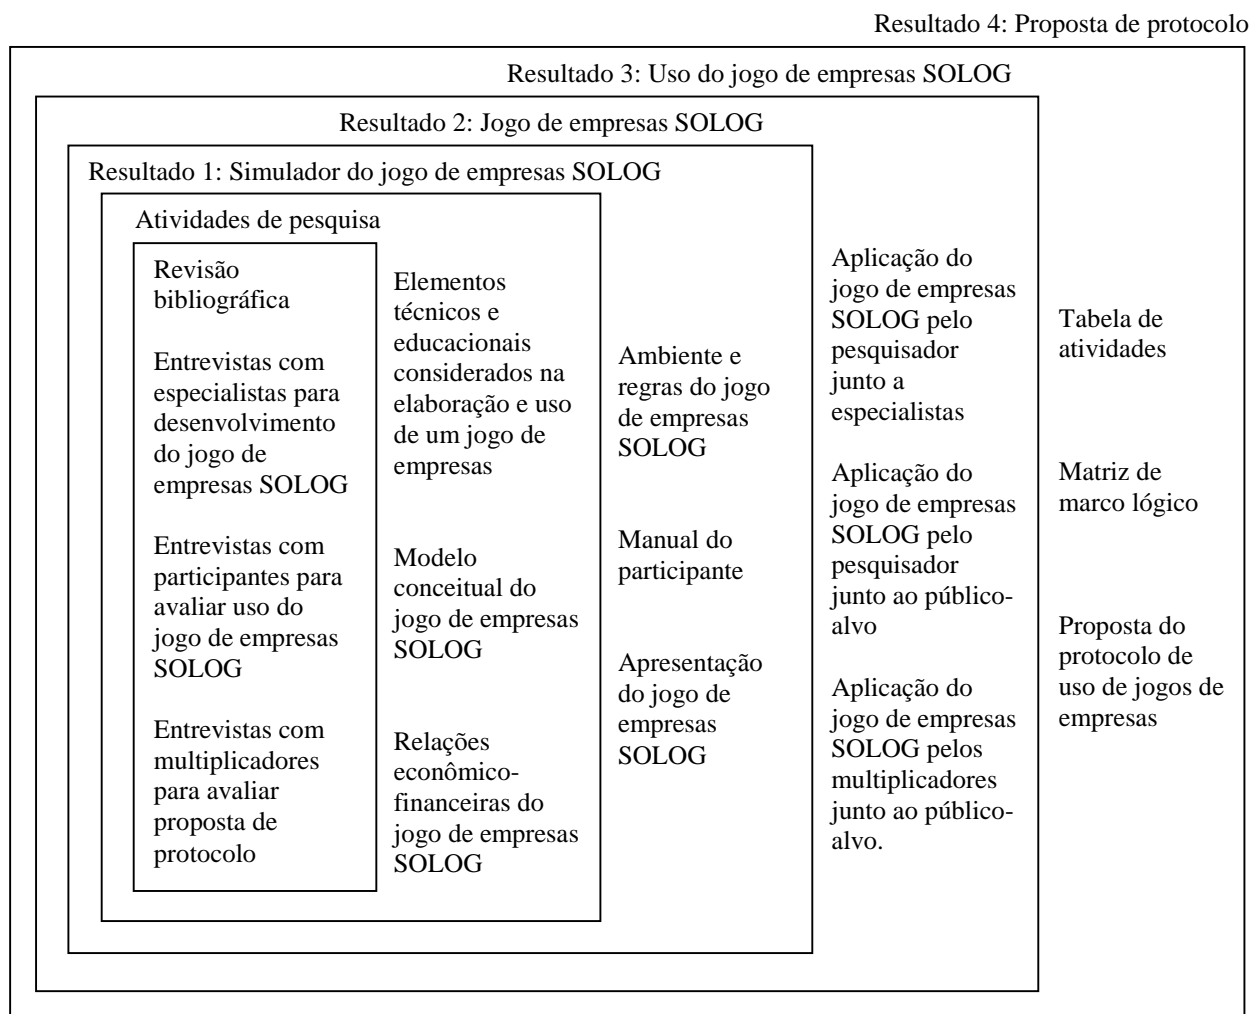 Resultado 4: Proposta de protocolo
Resultado 3: Uso do jogo de empresas SOLOG
Resultado 2: Jogo de empresas SOLOG
Resultado 1: Simulador do jogo de empresas SOLOG
Atividades de pesquisa
Revisão
bibliográfica
Entrevistas com
especialistas para
desenvolvimento
do jogo de
empresas SOLOG
Entrevistas com
participantes para
avaliar uso do
jogo de empresas
SOLOG
Entrevistas com
multiplicadores
para avaliar
proposta de
protocolo
Elementos
técnicos e
educacionais
considerados na
elaboração e uso
de um jogo de
empresas
Modelo
conceitual do
jogo de empresas
SOLOG
Relações
econômico-
financeiras do
jogo de empresas
SOLOG
Ambiente e
regras do jogo
de empresas
SOLOG
Manual do
participante
Apresentação
do jogo de
empresas
SOLOG
Aplicação do
jogo de empresas
SOLOG pelo
pesquisador
junto a
especialistas
Aplicação do
jogo de empresas
SOLOG pelo
pesquisador
junto ao público-
alvo
Aplicação do
jogo de empresas
SOLOG pelos
multiplicadores
junto ao público-
alvo.
Tabela de
atividades
Matriz de
marco lógico
Proposta do
protocolo de
uso de jogos de
empresas